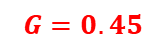 G = 0.45